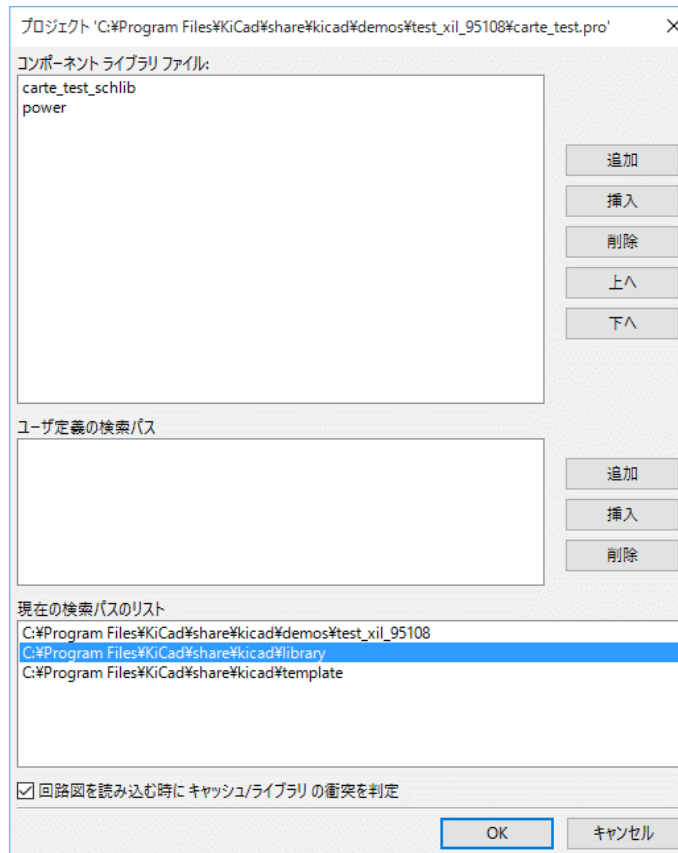 プロジェクト 'C:¥Program Files¥KiCad¥share¥kicad¥demos¥test_xil_95108¥carte_test.pro'
コンポーネント ライブラリ ファイル:
carte_test_schlib
power
追加
挿入
削除
上へ
下へ
ユーザ定義の検索パス
追加
挿入
削除
現在の検索パスのリスト
C:¥Program Files¥KiCad¥share¥kicad¥demos¥test_xil_95108
C:¥Program Files¥KiCad¥share¥kicad¥library
C:¥Program Files¥KiCad¥share¥kicad¥template
回路図を読み込む時に キャッシュ/ライブラリ の衝突を判定
OK
キャンセル